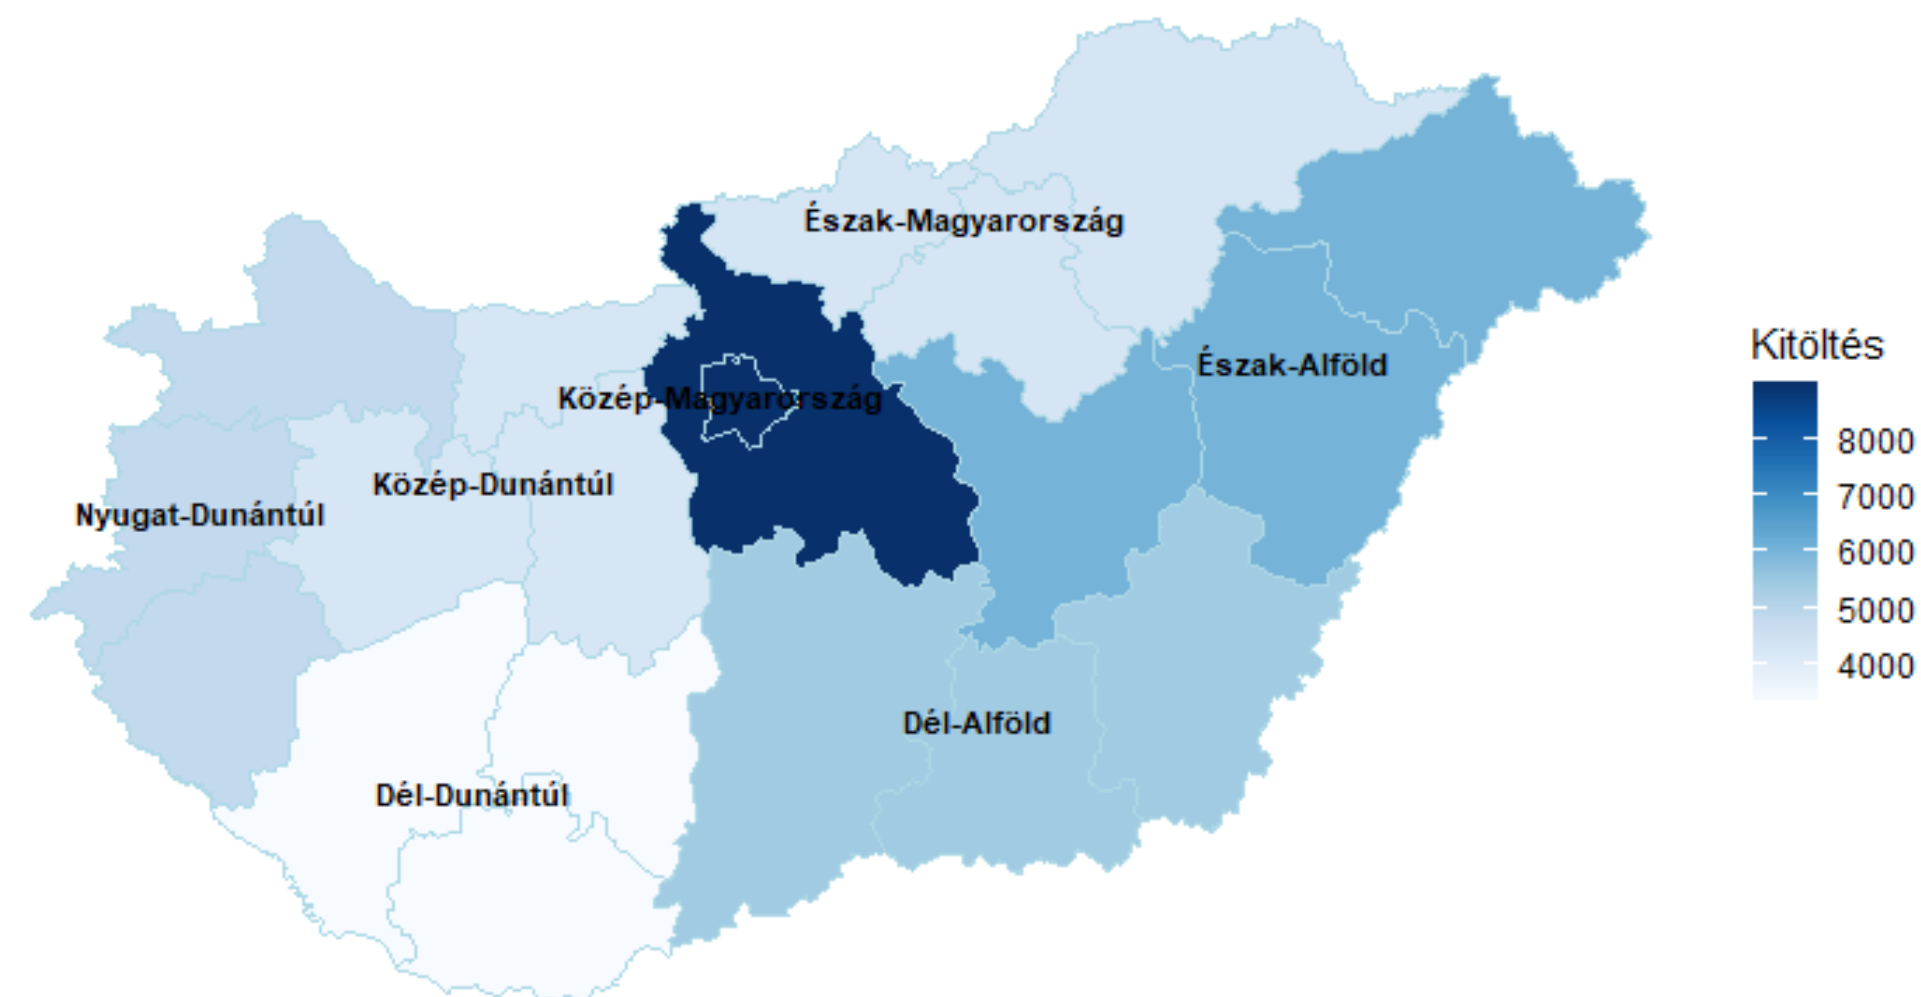 Észak-Magyarország
Észak-Alföld
Közép-Magyarország
Közép-Dunántúl
Nyugat-Dunántúl
Dél-Alföld
Dél-Dunántúl
Kitöltés
8000
7000
6000
5000
4000